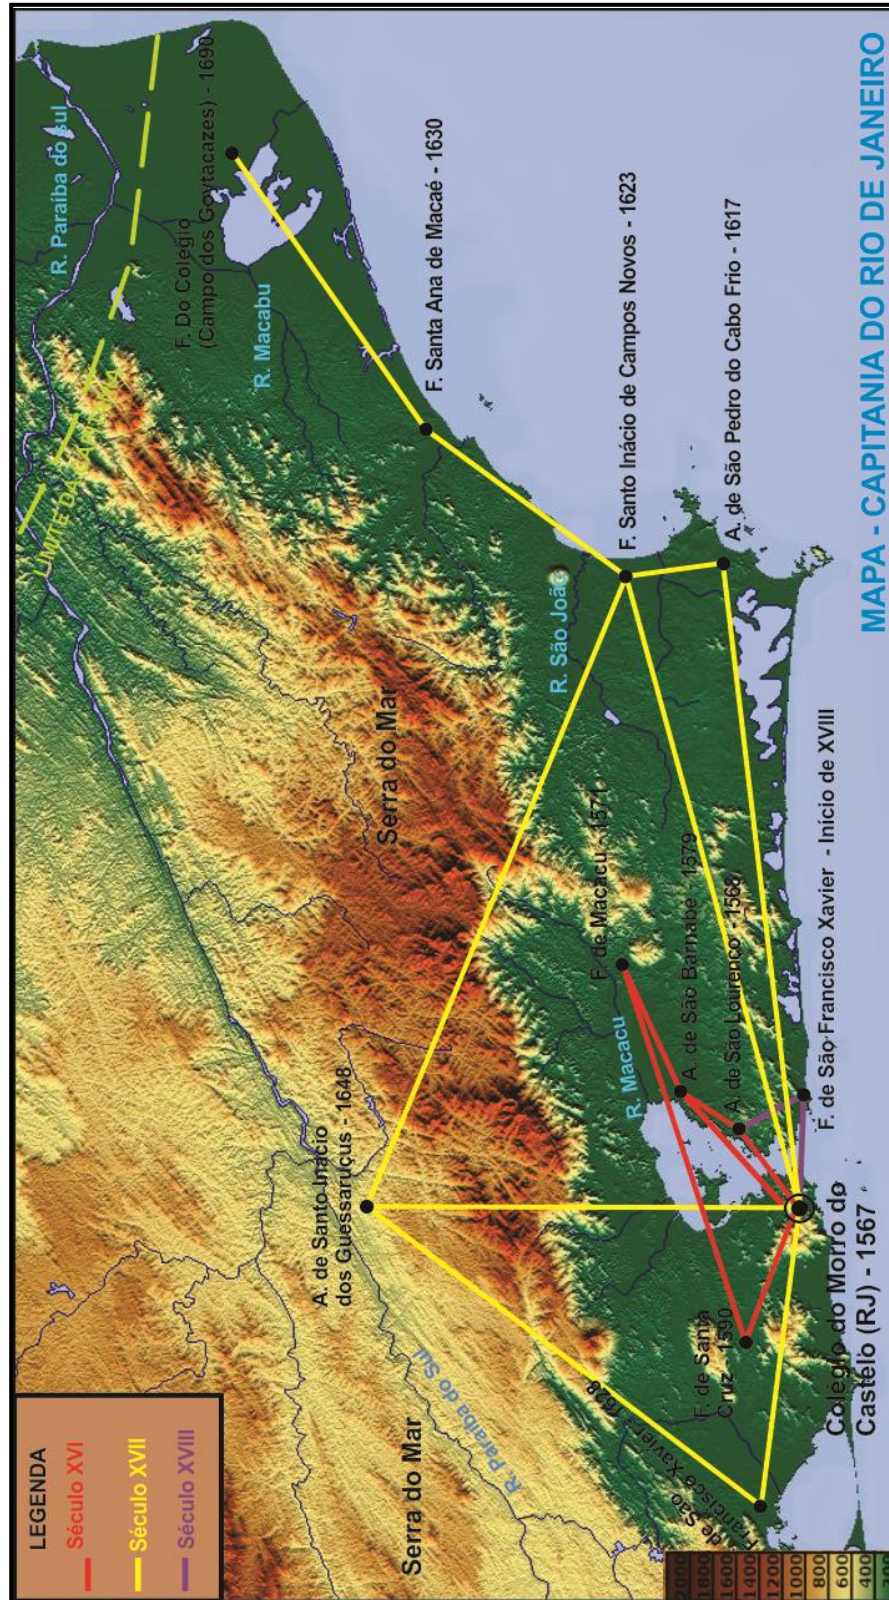 MAPA - CAPITANIA DO RIO DE JANEIRO
LEGENDA
Século XVI
Século XVII
Século XVIII
R. Paraíba do sul
F. Do Colégio
(Campo dos Goytacazes) - 1690
R. Macabu
F. Santa Ana de Macaé - 1630
F. Santo Inácio de Campos Novos - 1623
A. de São Pedro do Cabo Frio - 1617
R. São João
Serra do Mar
F. de Macacu - 1571
A. de São Barnabé - 1579
A. de São Lourenço - 1568
R. Macacu
F. de São Francisco Xavier - Início de XVIII
A. de Santo Inácio
dos Guessaruçus - 1648
F. de Santa
Cruz - 1590
Colégio do Morro do
Castelo (RJ) - 1567
de São
Francisco Xavier - 1628
R. Paraíba do Sul
Serra do Mar
LIMITE DA
2000
1800
1600
1400
1200
1000
800
600
400